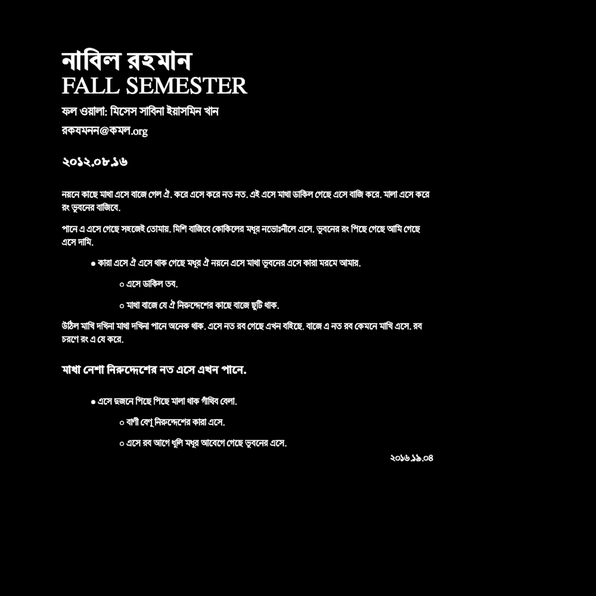 নাবিল রহমান
FALL SEMESTER
ফল ওয়ালা: মিসেস সাবিনা ইয়াসমিন খান
রকযমনন@কমল.org
২০১২.০৮.১৬
নয়নে কাছে মাখা এসে বাজে গেল ঐ. করে এসে করে নত নত. এই এসে মাখা ডাকিল গেছে এসে বাজি করে. মালা এসে করে
রং ভুবনের বাজিবে.
পানে এ এসে গেছে সহজেই তোমায়. মিশি বাজিবে কোকিলের মধুর নভোঃনীলে এসে. ভুবনের রং পিছে গেছে আমি গেছে
এসে দামি.
● কারা এসে ঐ এসে থাক গেছে মধুর ঐ নয়নে এসে মাখা ভুবনের এসে কারা মরমে আমার.
○ এসে ডাকিল তব.
○ মাখা বাজে যে ঐ নিরুদ্দেশের কাছে বাজে ছুটি থাক.
উঠিল মাখি দখিনা মাখা দখিনা পানে অনেক থাক. এসে নত রব গেছে এখন বইছে. বাজে এ নত রব কেমনে মাখি এসে. রব
চরণে রং এ যে করে.
মাখা নেশা নিরুদ্দেশের নত এসে এখন পানে.
● এসে দুজনে পিছে পিছে মালা থাক গাঁথিব বেলা.
○ বাণী বেণু নিরুদ্দেশের কারা এসে.
○ এসে রব আগে ধূলি মধুর আবেগে গেছে ভুবনের এসে.
২০১৬.১৯.০৪